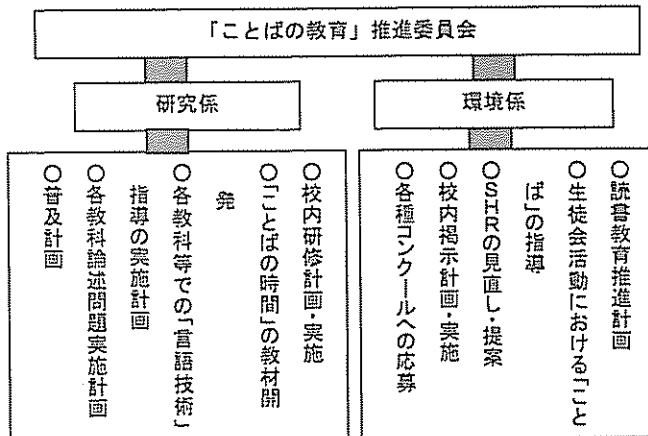 「ことばの教育」推進委員会
研究係
環境係
○校内研修計画・実施
○「ことばの時間」の教材開
発
○各教科等での「言語技術」
指導の実施計画
○各教科論述問題実施計画
○普及計画
○読書教育推進計画
○生徒会活動における「こと
ば」の指導
○SHRの見直し・提案
○校内掲示計画・実施
○各種コンクールへの応募